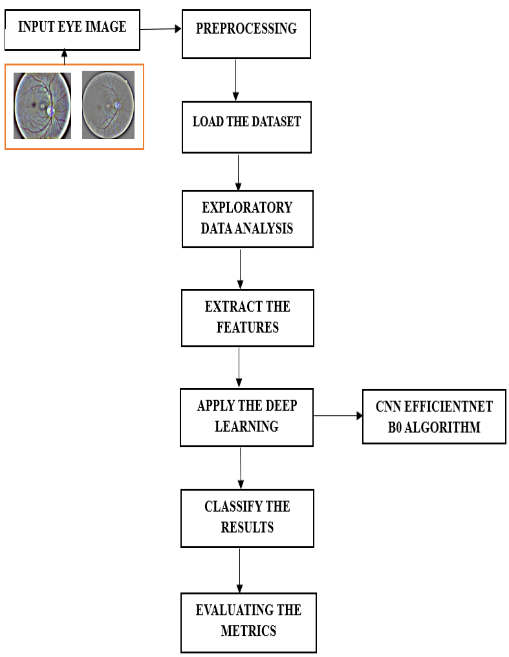 INPUT EYE IMAGE
PREPROCESSING
LOAD THE DATASET
EXPLORATORY
DATA ANALYSIS
EXTRACT THE
FEATURES
APPLY THE DEEP
LEARNING
CNN EFFICIENTNET
B0 ALGORITHM
CLASSIFY THE
RESULTS
EVALUATING THE
METRICS